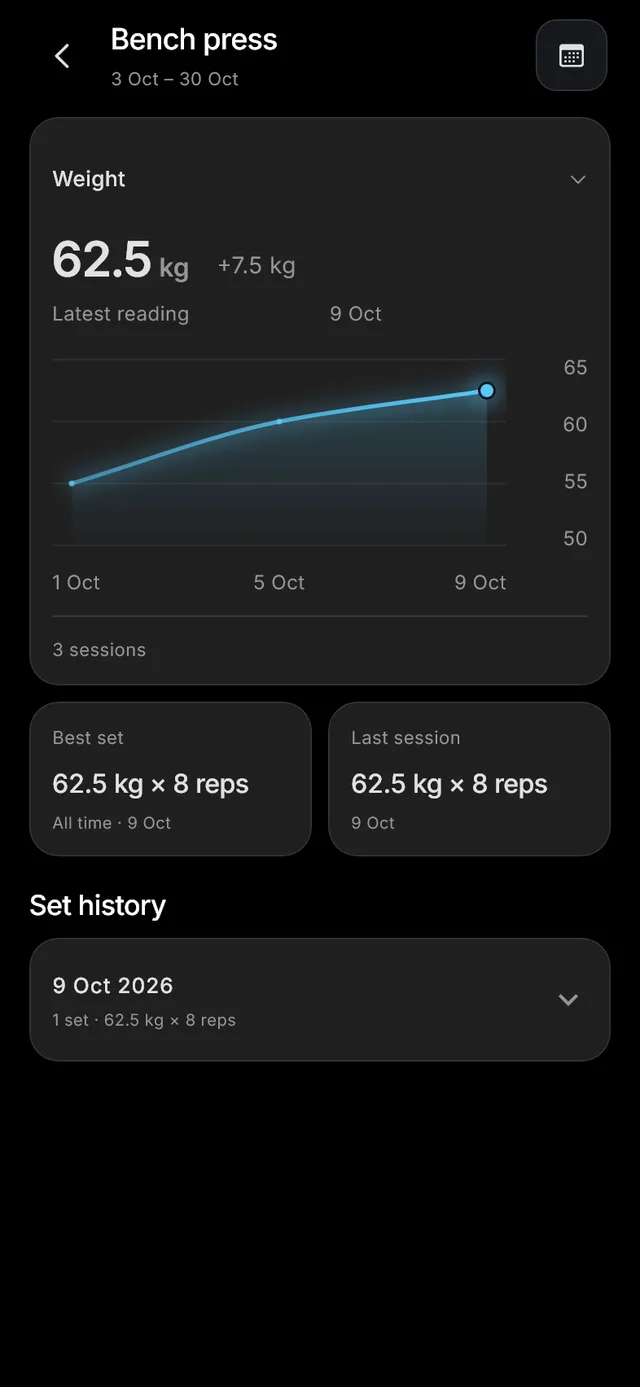 Bench press
3 Oct – 30 Oct
Weight
62.5 kg +7.5 kg
Latest reading 9 Oct
65
60
55
50
1 Oct 5 Oct 9 Oct
3 sessions
Best set
62.5 kg × 8 reps
All time · 9 Oct
Last session
62.5 kg × 8 reps
9 Oct
Set history
9 Oct 2026
1 set · 62.5 kg × 8 reps